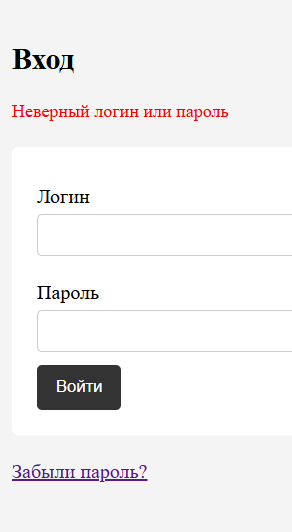 Вход
Неверный логин или пароль
Логин
Пароль
Войти
Забыли пароль?